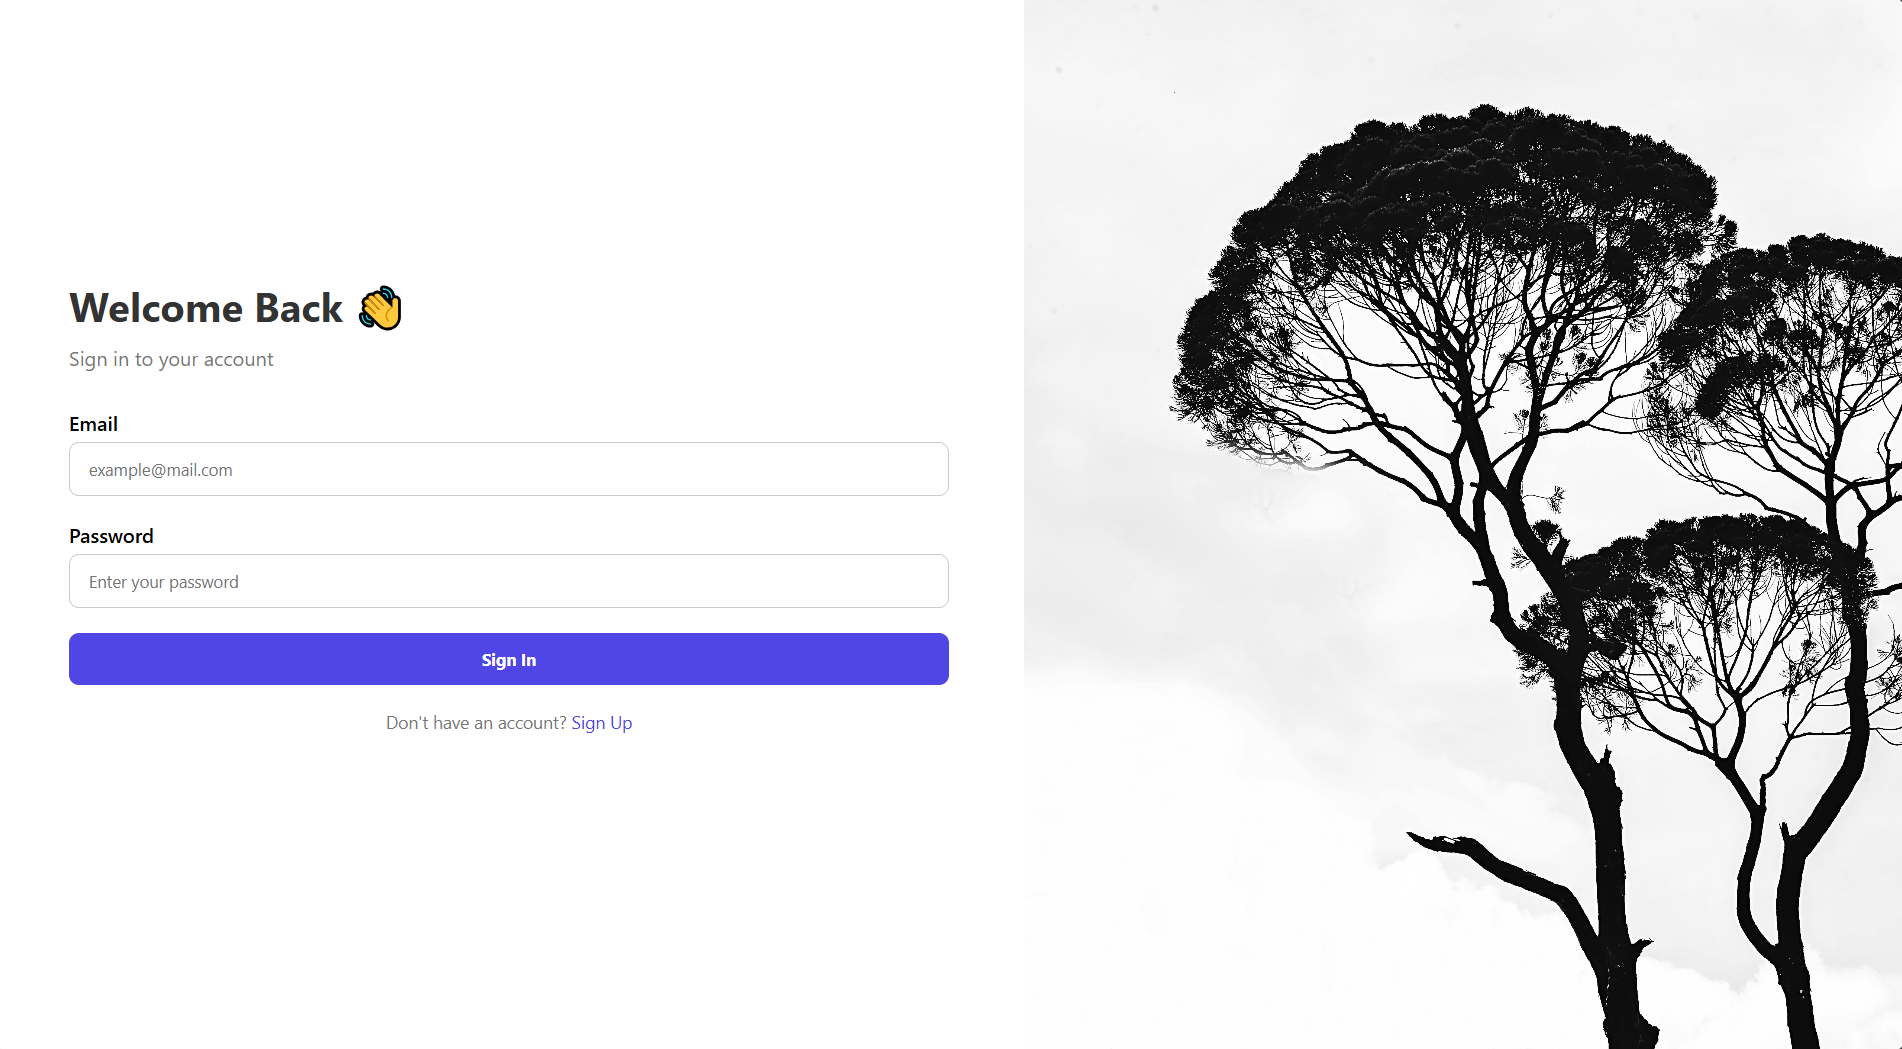 Welcome Back 👋
Sign in to your account
Email
example@mail.com
Password
Enter your password
Sign In
Don't have an account? Sign Up